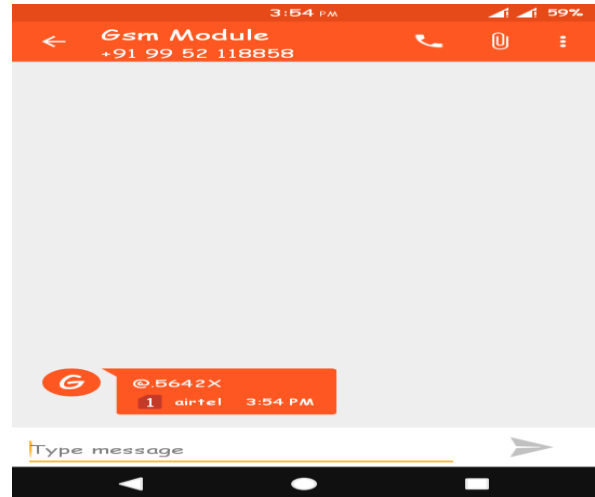 3:54 PM 59%
Gsm Module
+91 99 52 118858
G
@.5642X
1 airtel 3:54 PM
Type message